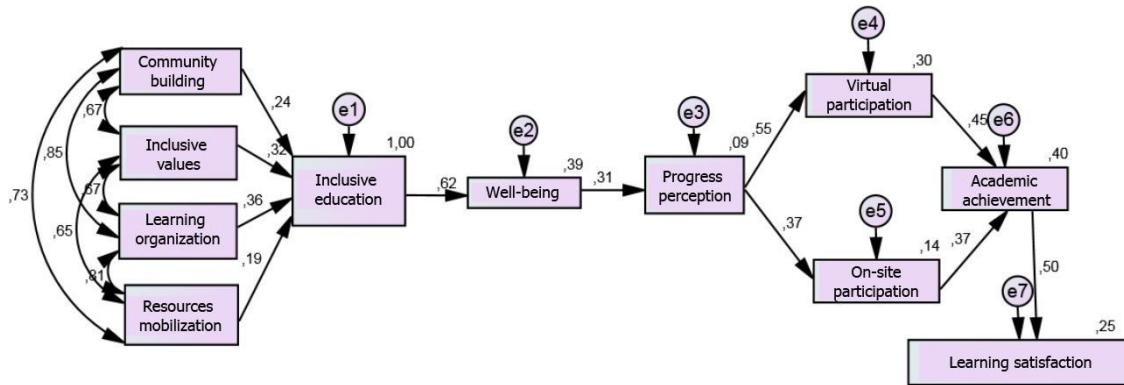 Community
building
,24
,67
Inclusive
values
,32
,85
,73
,67
,65
Learning
organization
,36
,81
,19
Resources
mobilization
e1
1,00
Inclusive
education
,62
e2
,39
Well-being
,31
e3
,09
Progress
perception
,55
,37
e4
,30
Virtual
participation
,45
e5
,14
On-site
participation
,37
e6
,40
Academic
achievement
,50
e7
,25
Learning satisfaction